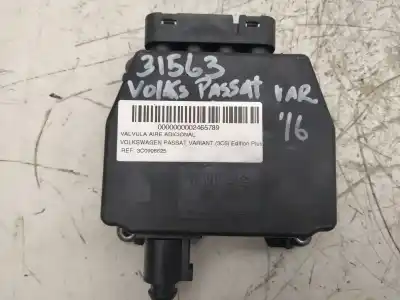 31563
Volks PASSAT VAR
'16
0000000002465789
VALVULA AIRE ADICIONAL
VOLKSWAGEN PASSAT VARIANT (3C5) Edition Plus
REF: 3C0906625